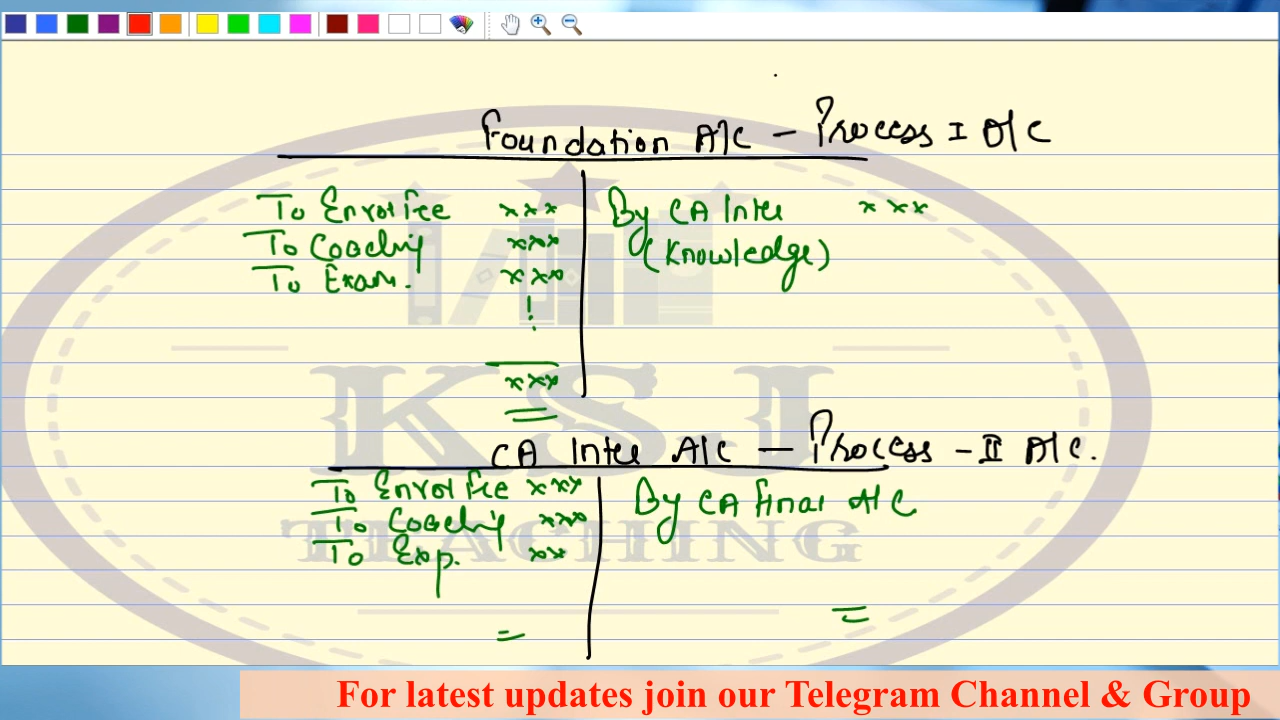 Foundation A/C - Process I A/C
To Enrol fee xxx By CA Inter xxx
To Coaching xxx (Knowledge)
To Exam. xxx
xxx
CA Inter A/C - Process - II A/C.
To Enrol fee xxx By CA final A/C
To Coaching xxx
To Exp. xx
KSJ
TEACHING
For latest updates join our Telegram Channel & Group